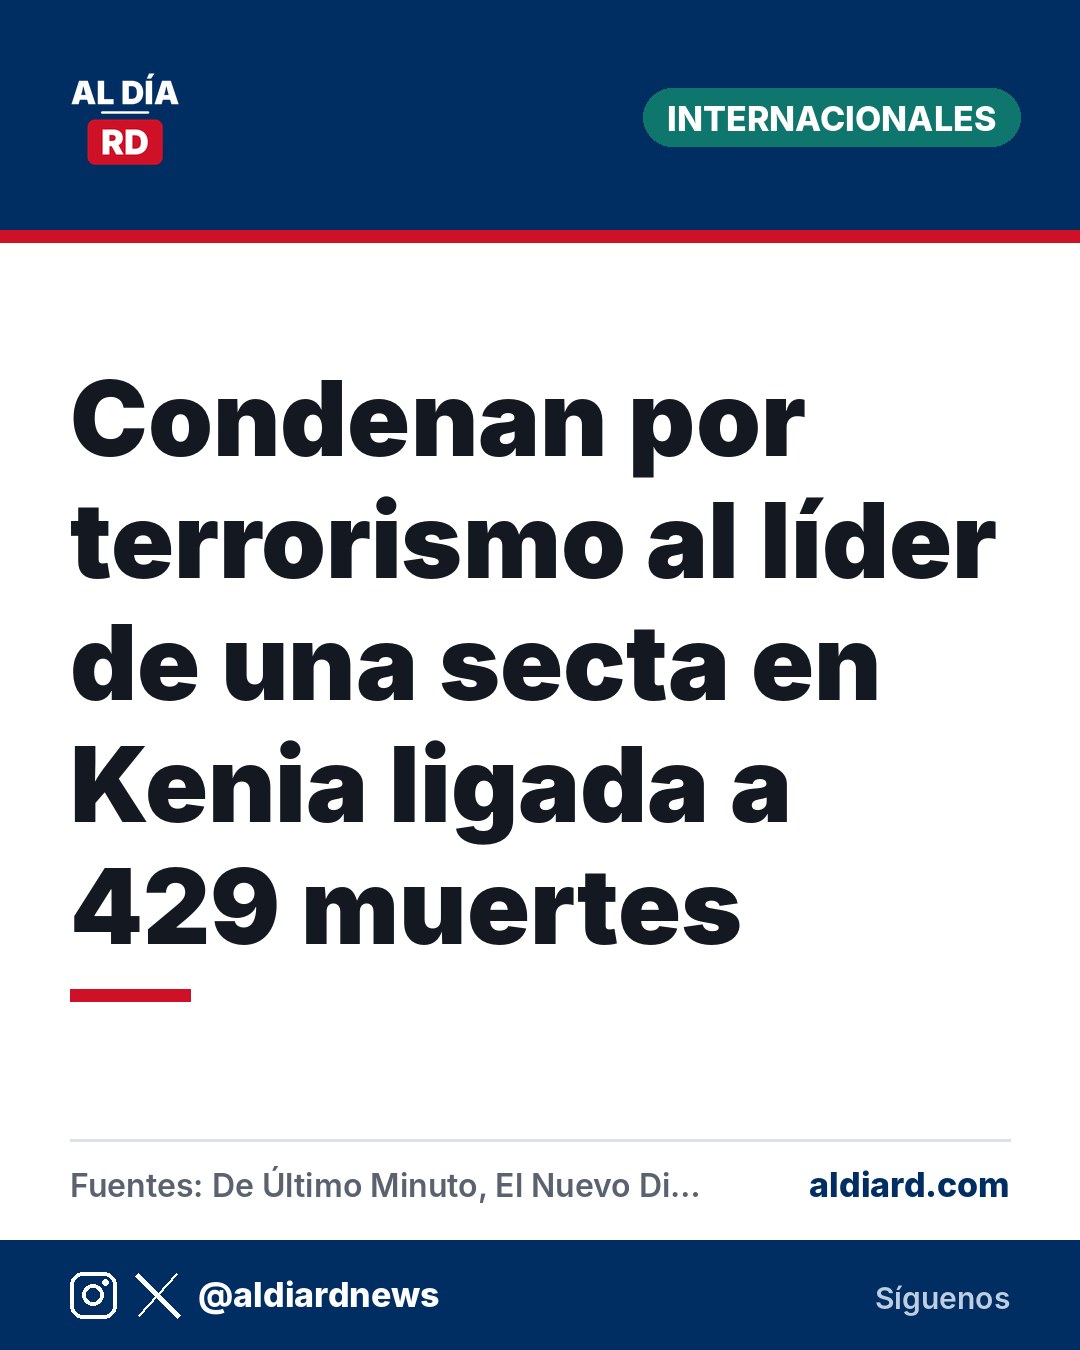 AL DÍA
RD
INTERNACIONALES
Condenan por
terrorismo al líder
de una secta en
Kenia ligada a
429 muertes
Fuentes: De Último Minuto, El Nuevo Di...
aldiard.com
@aldiardnews
Síguenos